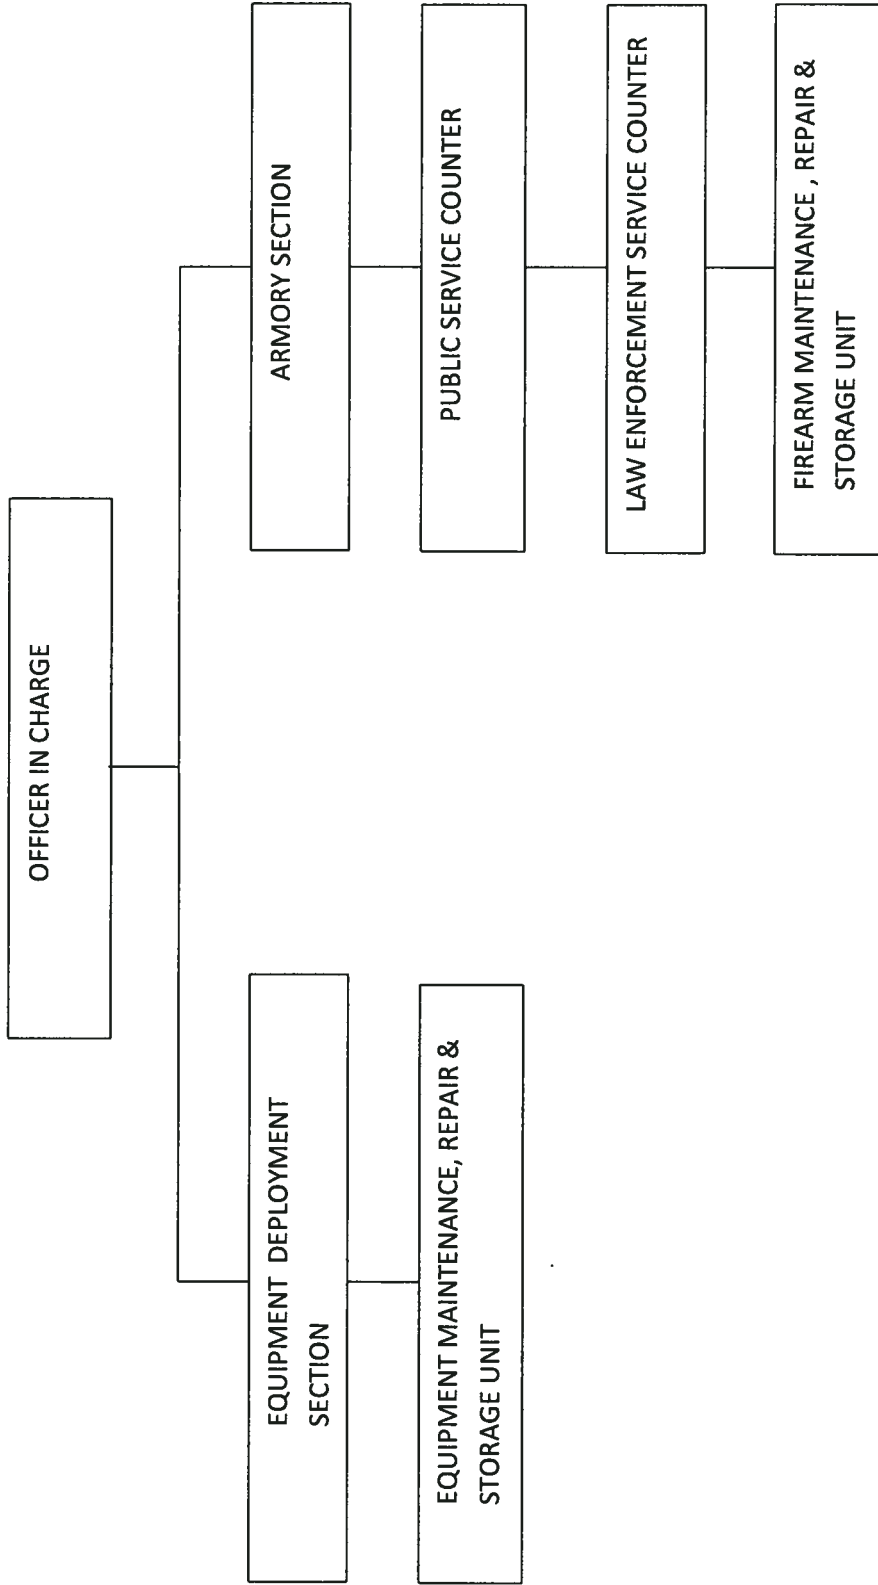 OFFICER IN CHARGE
EQUIPMENT DEPLOYMENT
SECTION
EQUIPMENT MAINTENANCE, REPAIR &
STORAGE UNIT
ARMORY SECTION
PUBLIC SERVICE COUNTER
LAW ENFORCEMENT SERVICE COUNTER
FIREARM MAINTENANCE , REPAIR &
STORAGE UNIT